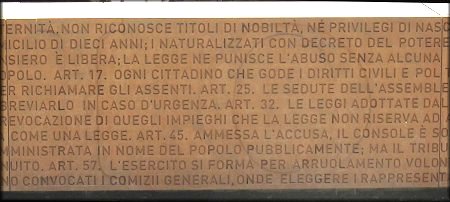 ERNITÀ. NON RICONOSCE TITOLI DI NOBILTÀ, NÉ PRIVILEGI DI NASC
VICILIO DI DIECI ANNI; I NATURALIZZATI CON DECRETO DEL POTERE
NSIERO È LIBERA; LA LEGGE NE PUNISCE L'ABUSO SENZA ALCUNA
OPOLO. ART. 17. OGNI CITTADINO CHE GODE I DIRITTI CIVILI E POL
ER RICHIAMARE GLI ASSENTI. ART. 25. LE SEDUTE DELL'ASSEMBLE
BREVIARLO IN CASO D'URGENZA. ART. 32. LE LEGGI ADOTTATE DAL
REVOCAZIONE DI QUEGLI IMPIEGHI CHE LA LEGGE NON RISERVA AD A
I COME UNA LEGGE. ART. 45. AMMESSA L'ACCUSA, IL CONSOLE È SO
MMINISTRATA IN NOME DEL POPOLO PUBBLICAMENTE; MA IL TRIBU
NUITO. ART. 57. L'ESERCITO SI FORMA PER ARRUOLAMENTO VOLON
NO CONVOCATI I COMIZII GENERALI, ONDE ELEGGERE I RAPPRESENT